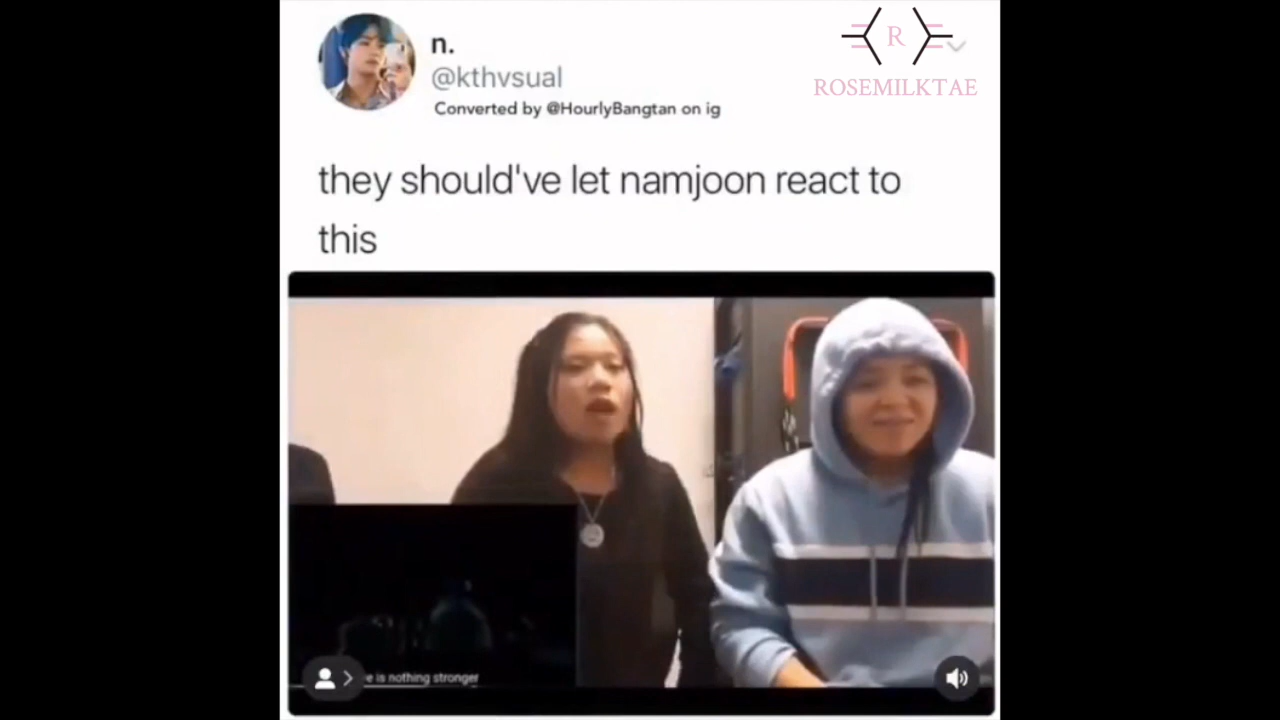 n.
@kthvsual
Converted by @HourlyBangtan on ig
R
ROSEMILKTAE
they should've let namjoon react to
this
e is nothing stronger